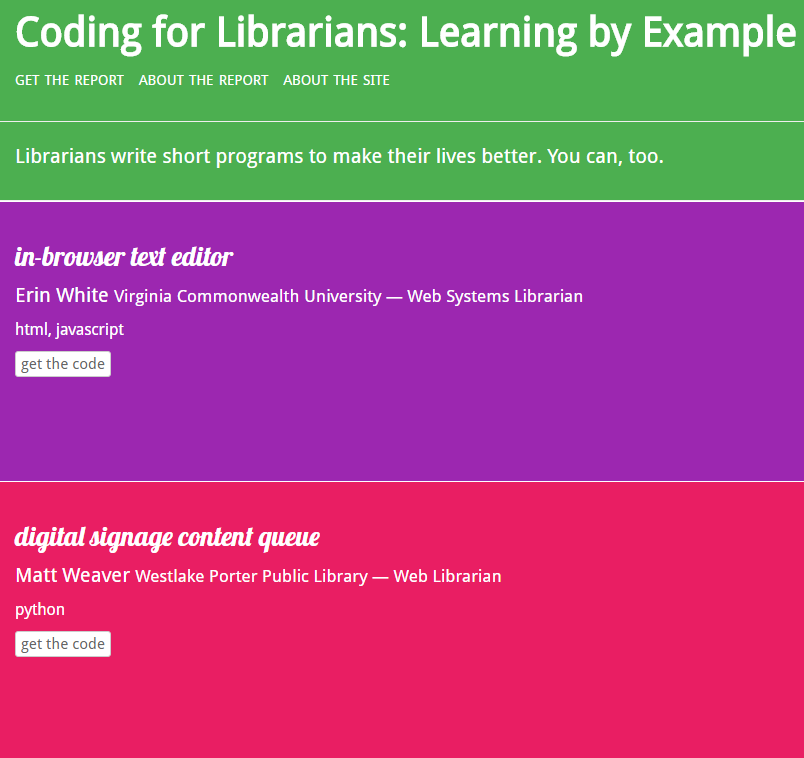 Coding for Librarians: Learning by Example
GET THE REPORT ABOUT THE REPORT ABOUT THE SITE
Librarians write short programs to make their lives better. You can, too.
in-browser text editor
Erin White Virginia Commonwealth University — Web Systems Librarian
html, javascript
get the code
digital signage content queue
Matt Weaver Westlake Porter Public Library — Web Librarian
python
get the code